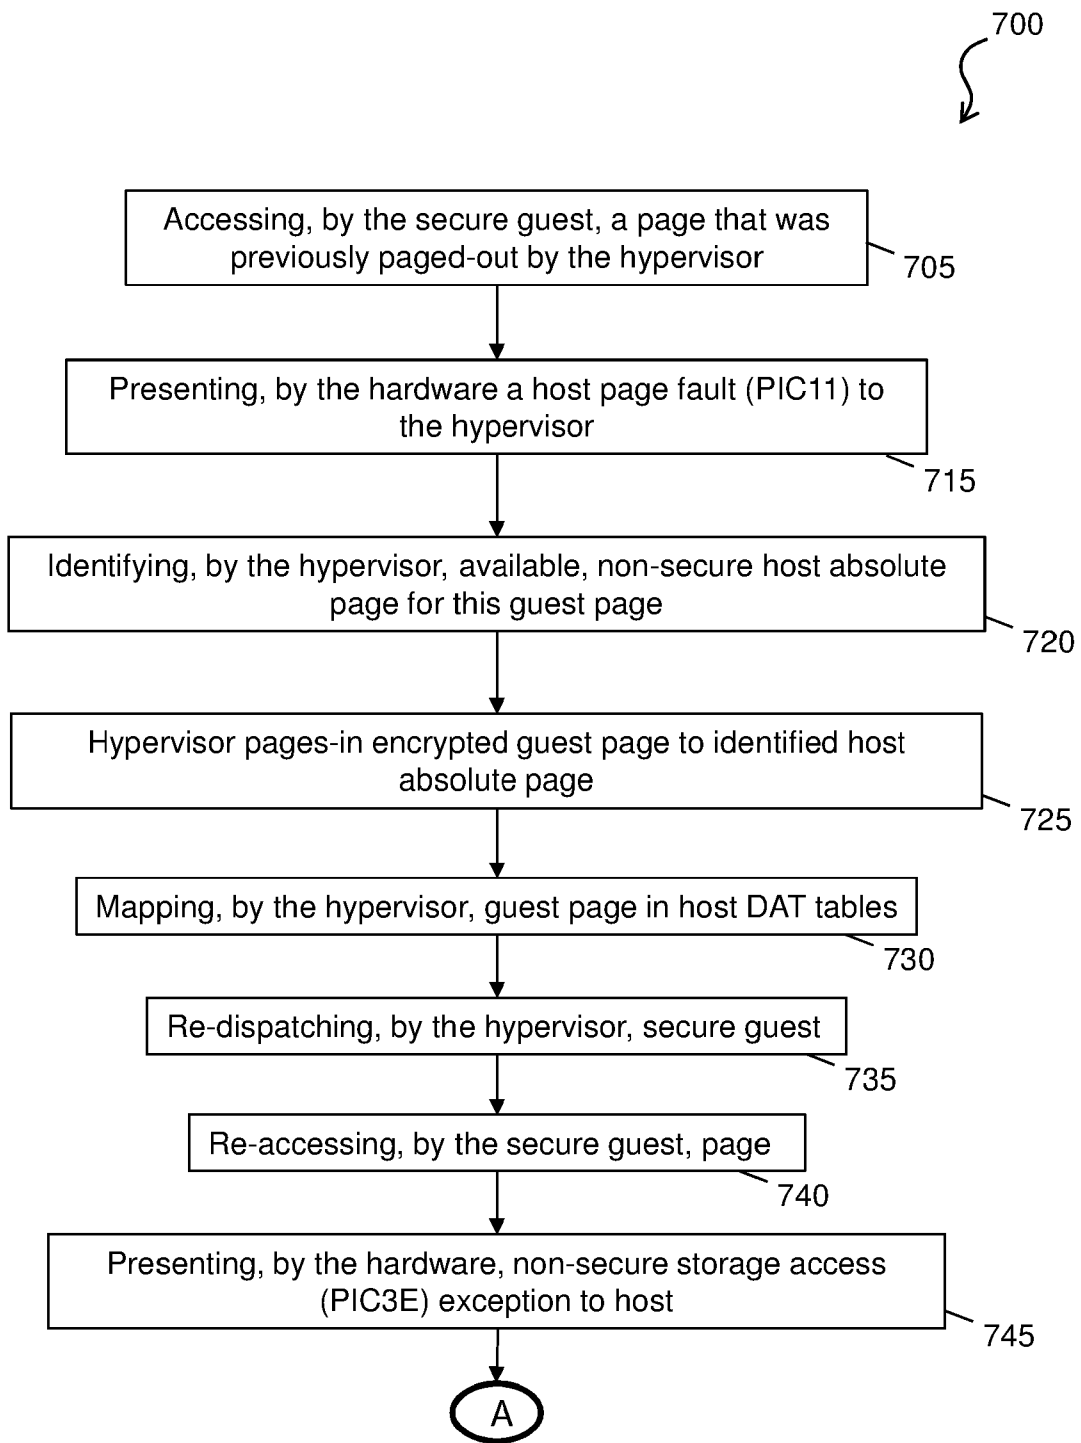 700
Accessing, by the secure guest, a page that was
previously paged-out by the hypervisor
705
Presenting, by the hardware a host page fault (PIC11) to
the hypervisor
715
Identifying, by the hypervisor, available, non-secure host absolute
page for this guest page
720
Hypervisor pages-in encrypted guest page to identified host
absolute page
725
Mapping, by the hypervisor, guest page in host DAT tables
730
Re-dispatching, by the hypervisor, secure guest
735
Re-accessing, by the secure guest, page
740
Presenting, by the hardware, non-secure storage access
(PIC3E) exception to host
745
A